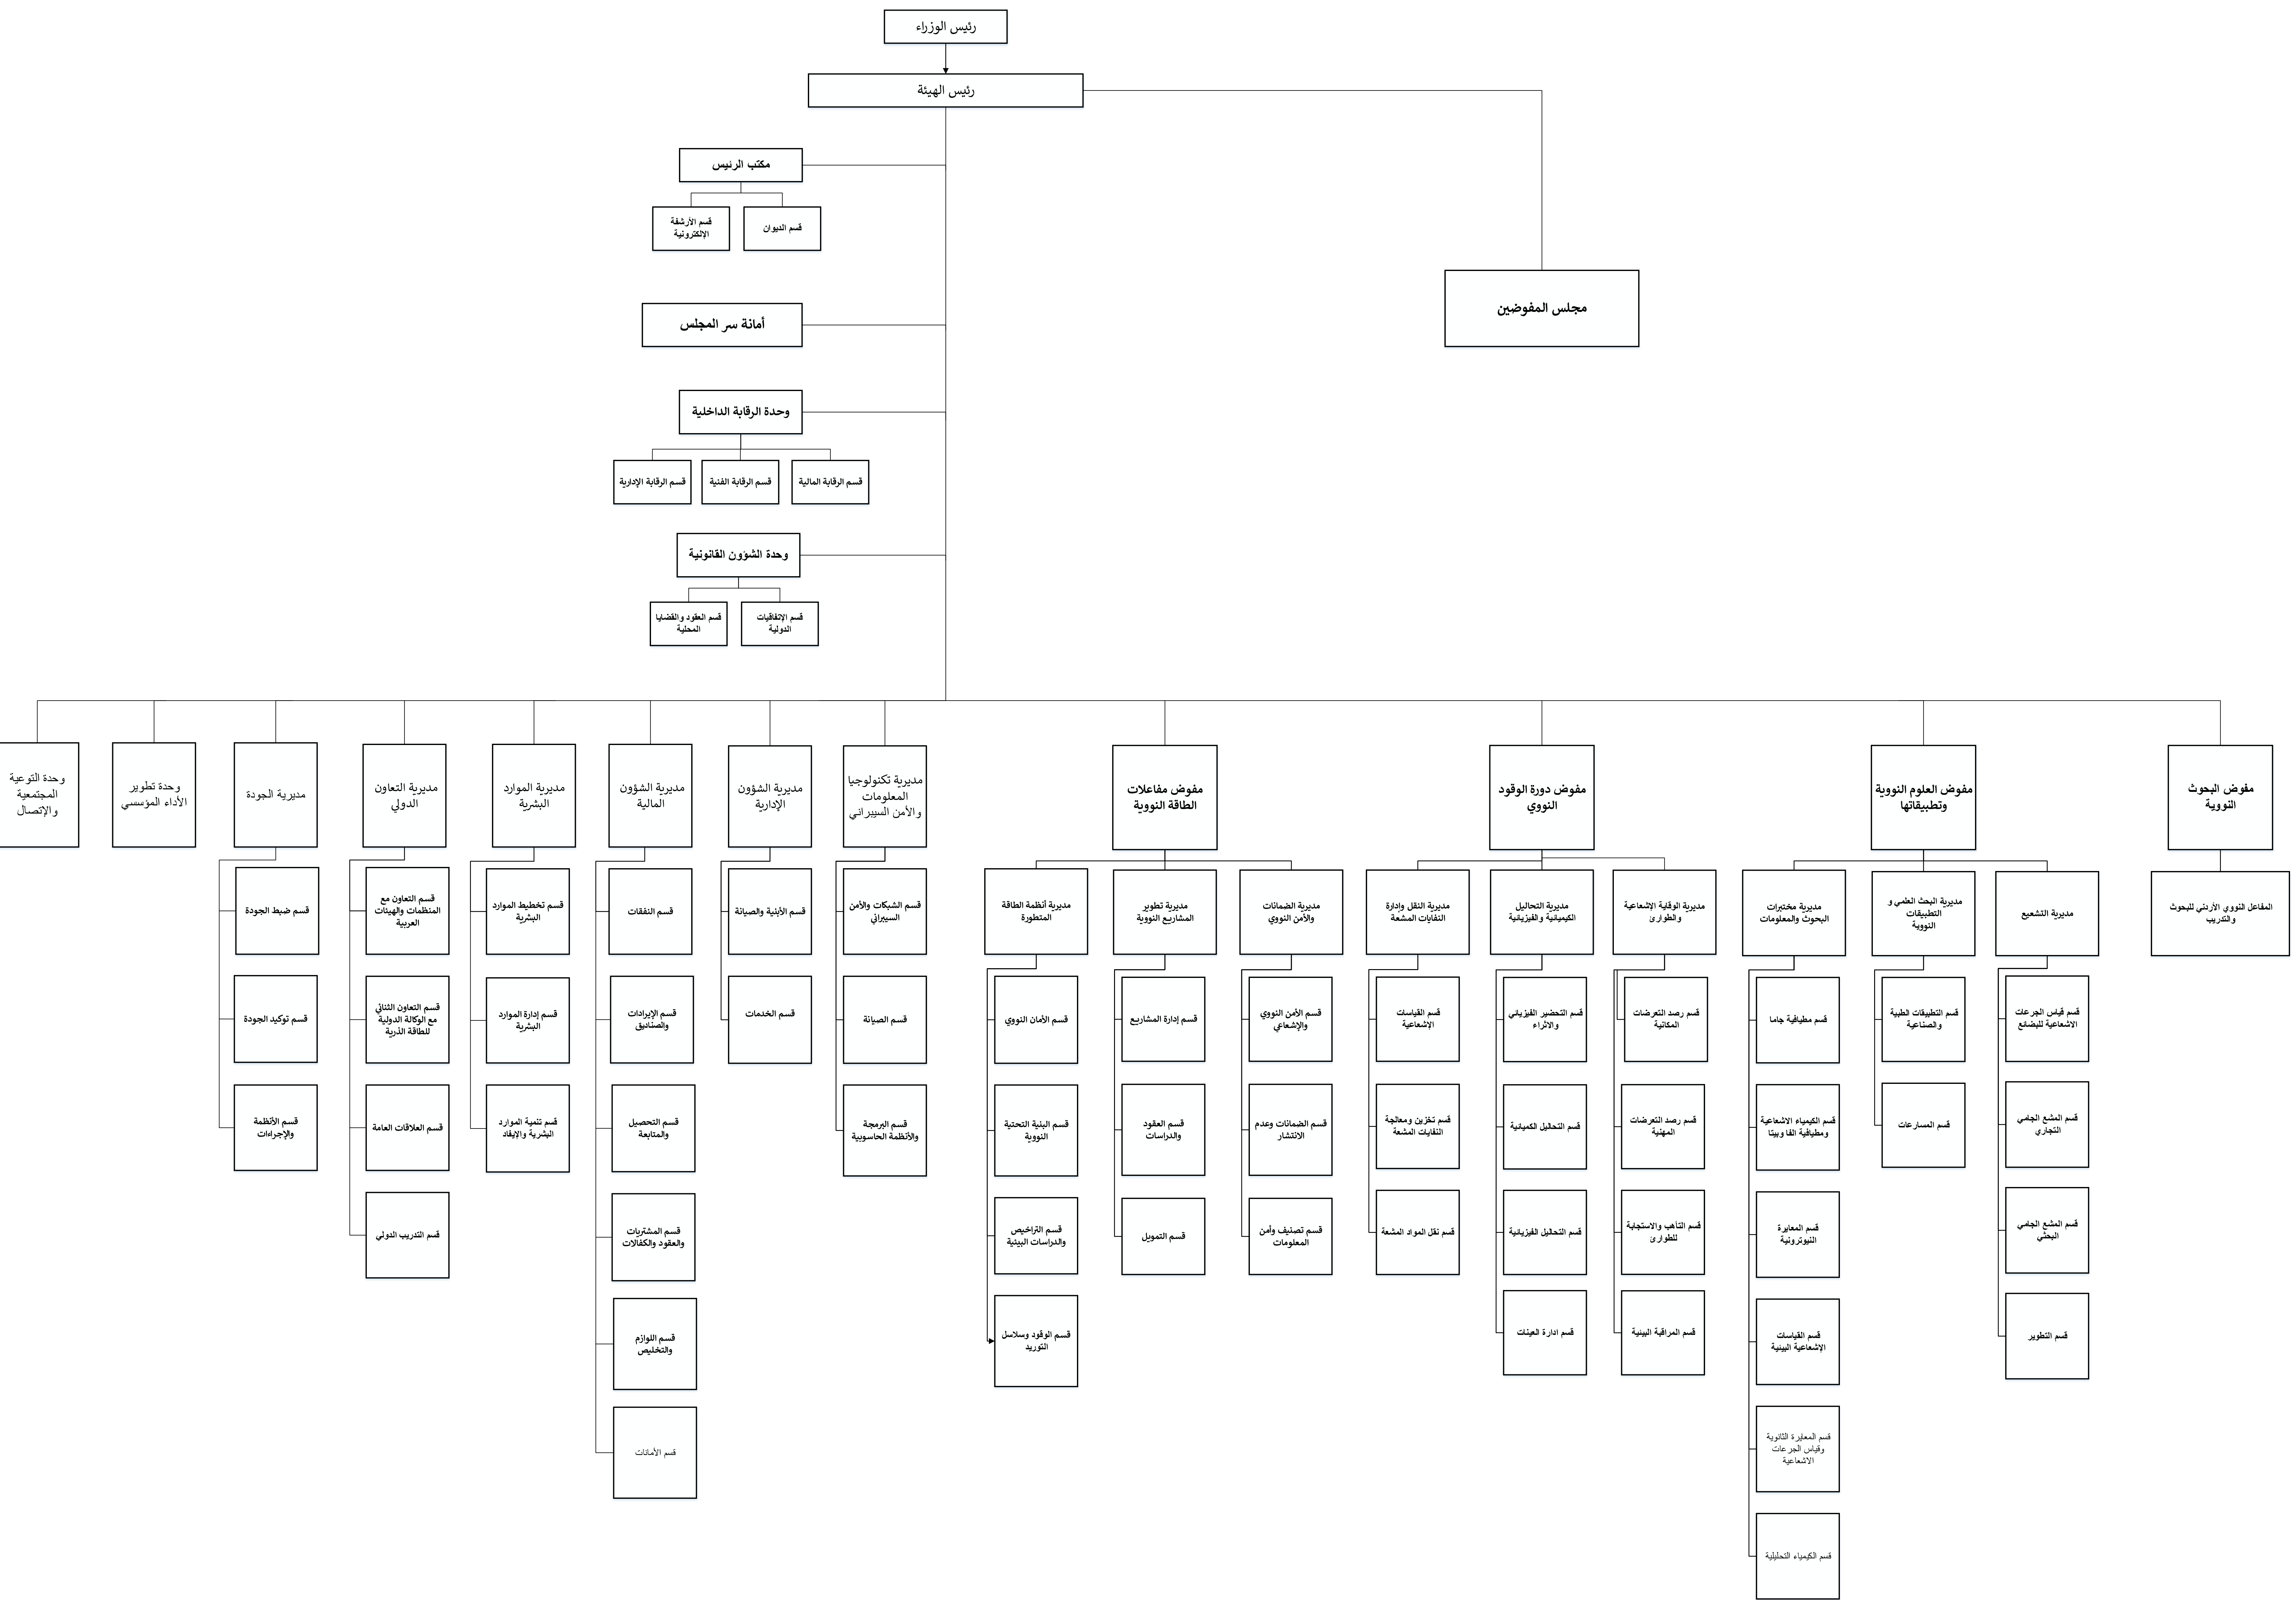 رئيس الوزراء
رئيس الهيئة
مكتب الرئيس
قسم الديوان
قسم الأرشفة
الإلكترونية
مجلس المفوضين
أمانة سر المجلس
وحدة الرقابة الداخلية
قسم الرقابة المالية
قسم الرقابة الفنية
قسم الرقابة الإدارية
وحدة الشؤون القانونية
قسم الإتفاقيات
الدولية
قسم العقود والقضايا
المحلية
مفوض البحوث
النووية
المفاعل النووي الأردني للبحوث
والتدريب
مفوض العلوم النووية
وتطبيقاتها
مديرية التشعيع
قسم قياس الجرعات
الاشعاعية للبضائع
قسم المشع الجامي
التجاري
قسم المشع الجامي
البحثي
قسم التطوير
مديرية البحث العلمي و
التطبيقات
النووية
قسم التطبيقات الطبية
والصناعية
قسم المسارعات
مديرية مختبرات
البحوث والمعلومات
قسم مطيافية جاما
قسم الكيمياء الاشعاعية
ومطيافية الفا وبيتا
قسم المعايرة
النيوترونية
قسم القياسات
الإشعاعية البيئية
قسم المعايرة الثانوية
وقياس الجرعات
الاشعاعية
قسم الكيمياء التحليلية
مفوض دورة الوقود
النووي
مديرية الوقاية الإشعاعية
والطوارئ
قسم رصد التعرضات
المكانية
قسم رصد التعرضات
المهنية
قسم التأهب والاستجابة
للطوارئ
قسم المراقبة البيئية
مديرية التحاليل
الكيميائية و الفيزيائية
قسم التحضير الفيزيائي
والاثراء
قسم التحاليل الكميائية
قسم التحاليل الفيزيائية
قسم ادارة العينات
مديرية النقل وإدارة
النفايات المشعة
قسم القياسات
الإشعاعية
قسم تخزين ومعالجة
النفايات المشعة
قسم نقل المواد المشعة
مفوض مفاعلات
الطاقة النووية
مديرية الضمانات
والأمن النووي
قسم الأمن النووي
والإشعاعي
قسم الضمانات وعدم
الانتشار
قسم تصنيف وأمن
المعلومات
مديرية تطوير
المشاريع النووية
قسم إدارة المشاريع
قسم العقود
والدراسات
قسم التمويل
مديرية أنظمة الطاقة
المتطورة
قسم الأمان النووي
قسم البنية التحتية
النووية
قسم التراخيص
والدراسات البيئية
قسم الوقود وسلاسل
التوريد
مديرية تكنولوجيا
المعلومات
والأمن السيبراني
قسم الشبكات والأمن
السيبراني
قسم الصيانة
قسم البرمجة
والأنظمة الحاسوبية
مديرية الشؤون
الإدارية
قسم الأبنية والصيانة
قسم الخدمات
مديرية الشؤون
المالية
قسم النفقات
قسم الإيرادات
والصناديق
قسم التحصيل
والمتابعة
قسم المشتريات
والعقود والكفالات
قسم اللوازم
والتخليص
قسم الأمانات
مديرية الموارد
البشرية
قسم تخطيط الموارد
البشرية
قسم إدارة الموارد
البشرية
قسم تنمية الموارد
البشرية والإيفاد
مديرية التعاون
الدولي
قسم التعاون مع
المنظمات والهيئات
العربية
قسم التعاون الثنائي
مع الوكالة الدولية
للطاقة الذرية
قسم العلاقات العامة
قسم التدريب الدولي
مديرية الجودة
قسم ضبط الجودة
قسم توكيد الجودة
قسم الأنظمة
والإجراءات
وحدة تطوير
الأداء المؤسسي
وحدة التوعية
المجتمعية
والإتصال